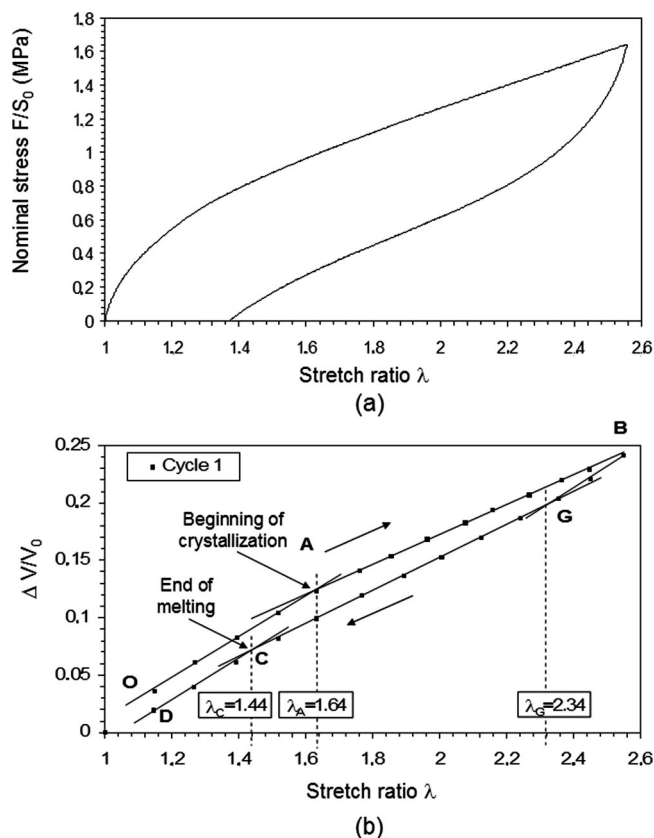 1.8
1.6
1.4
1.2
1
0.8
0.6
0.4
0.2
0
Nominal stress F/S0 (MPa)
1 1.2 1.4 1.6 1.8 2 2.2 2.4 2.6
Stretch ratio λ
(a)
0.25
0.2
0.15
0.1
0.05
0
Δ V/V0
Cycle 1
B
Beginning of
crystallization
A
G
End of
melting
C
O
D
λC=1.44
λA=1.64
λG=2.34
1 1.2 1.4 1.6 1.8 2 2.2 2.4 2.6
Stretch ratio λ
(b)